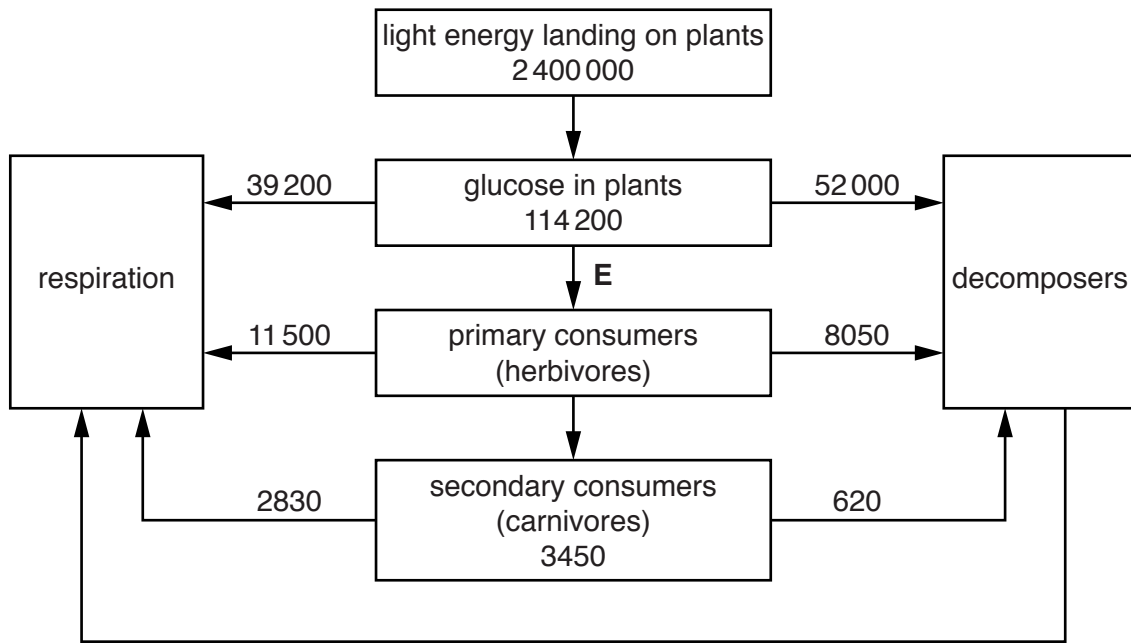 light energy landing on plants
2 400 000
39 200
glucose in plants
114 200
52 000
respiration
E
decomposers
11 500
primary consumers
(herbivores)
8050
2830
secondary consumers
(carnivores)
3450
620